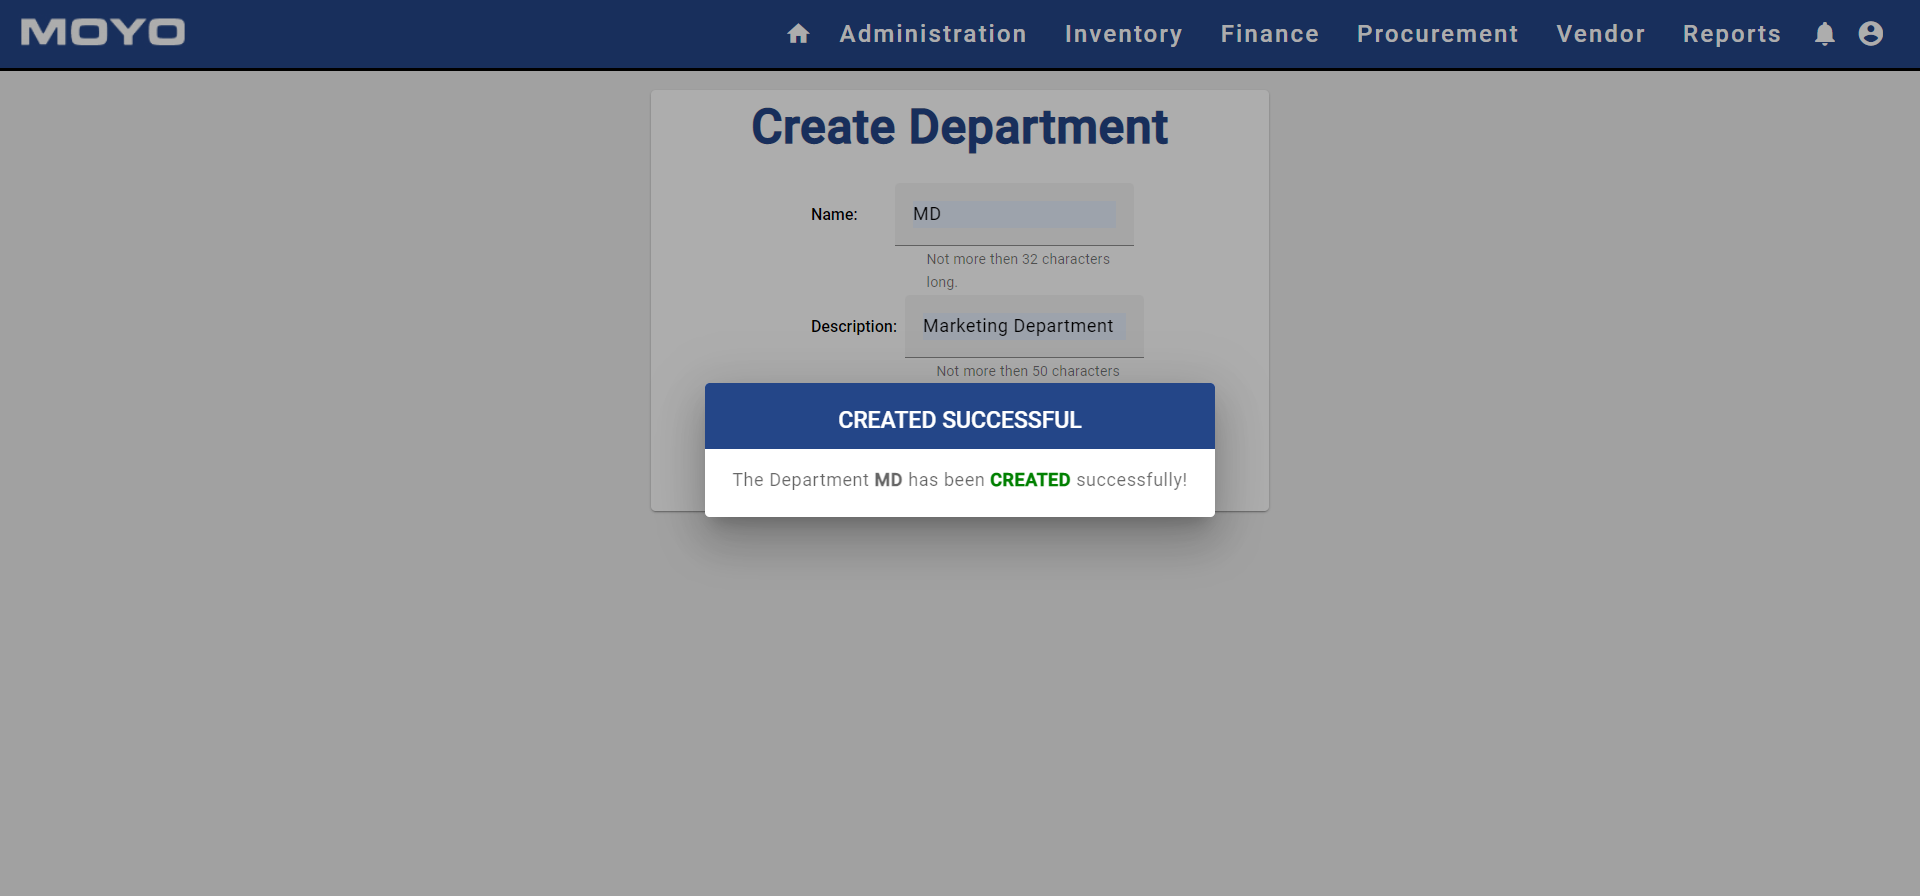 MOYO
Administration Inventory Finance Procurement Vendor Reports
Create Department
Name: MD
Not more then 32 characters
long.
Description: Marketing Department
Not more then 50 characters
CREATED SUCCESSFUL
The Department MD has been CREATED successfully!